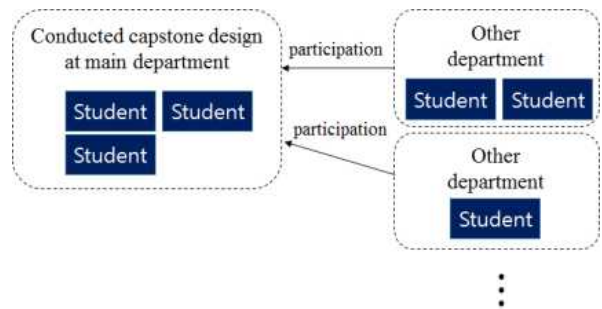 Conducted capstone design
at main department
Student Student
Student
participation
participation
Other
department
Student Student
Other
department
Student